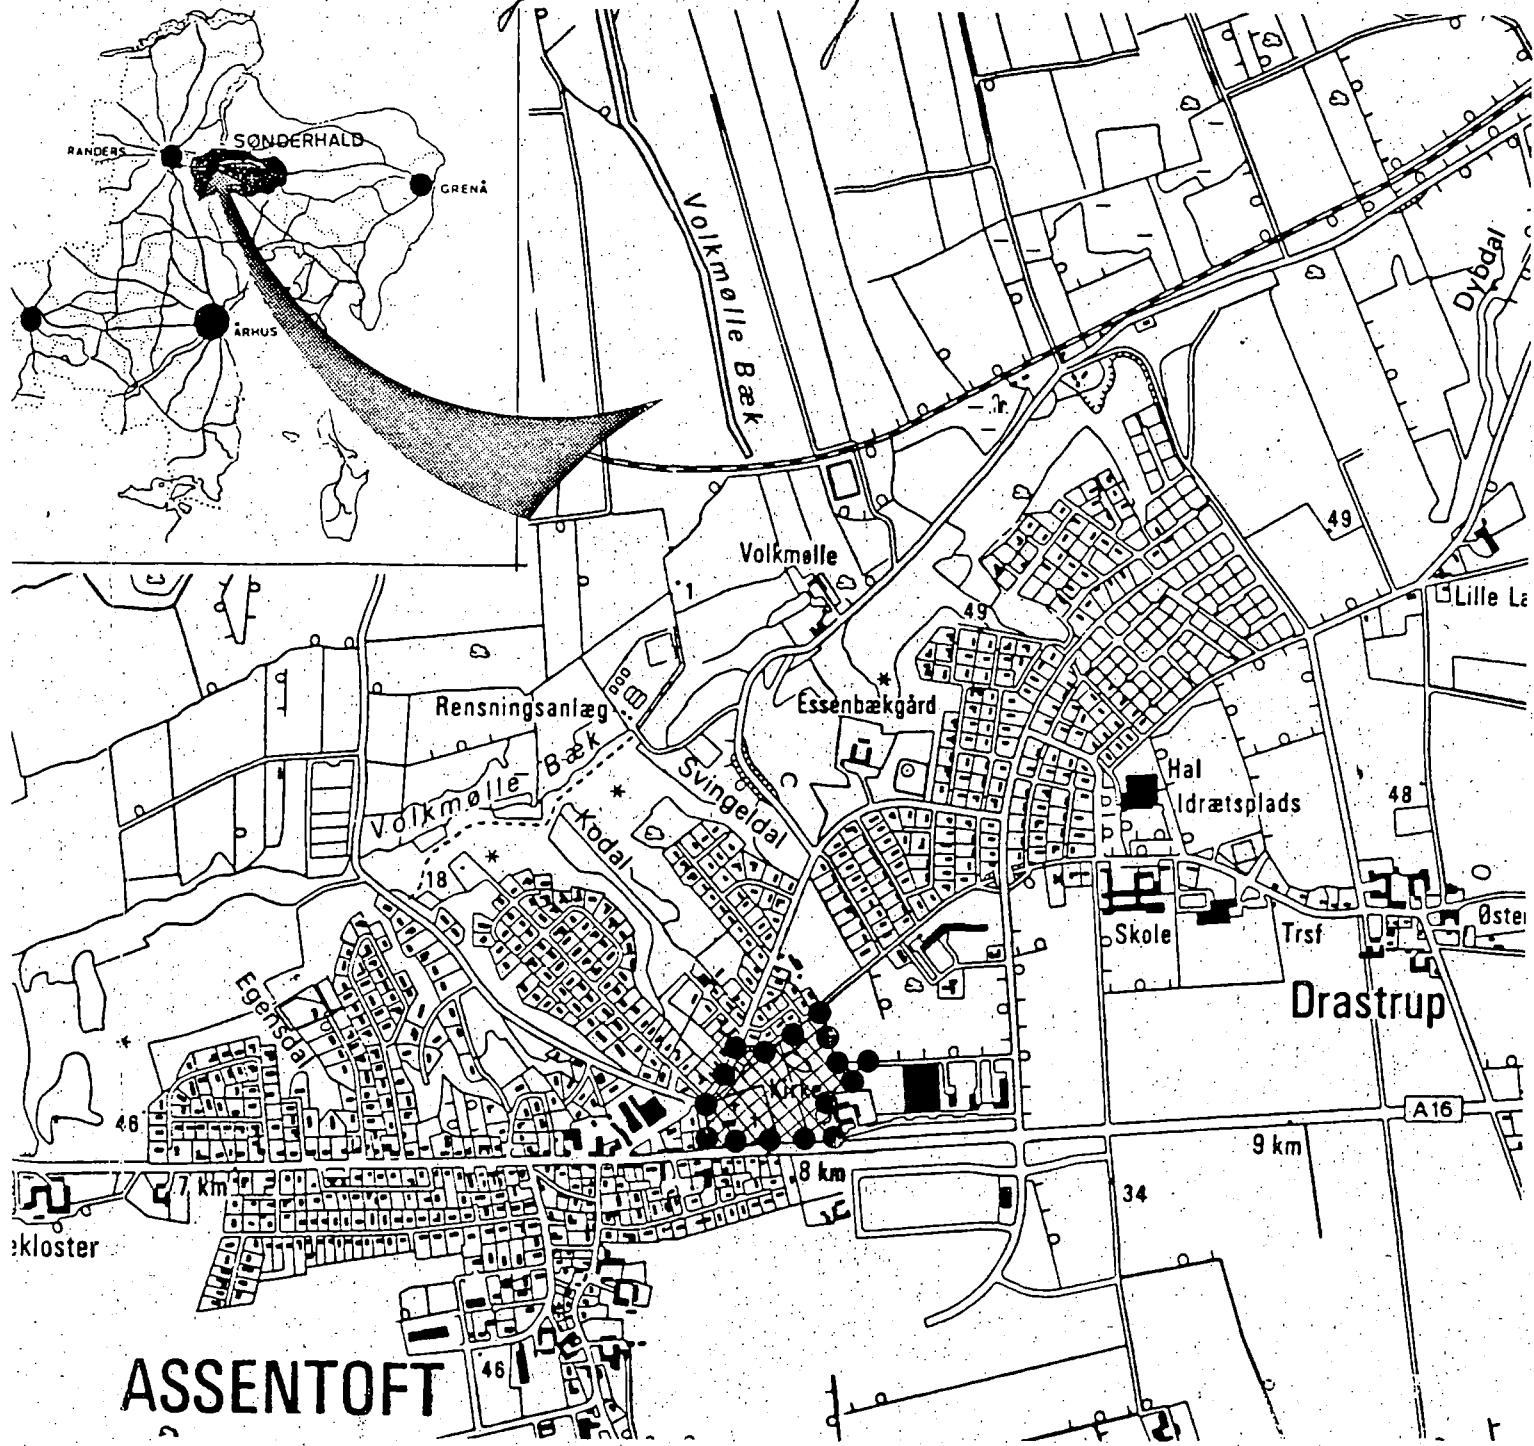 SØNDERHALD
RANDERS
GRENÅ
ÅRHUS
Volkmølle Bæk
Dybdal
49
Volkmølle
1
Lille La
49
Essenbækgård
Rensningsanlæg
Volkmølle Bæk
Svingeldal
Hal
Idrætsplads
48
Kodal
18
Skole
Trsf
Øster
Egensdal
Drastrup
Kirke
46
A16
7 km
8 km
9 km
34
ekloster
ASSENTOFT
46